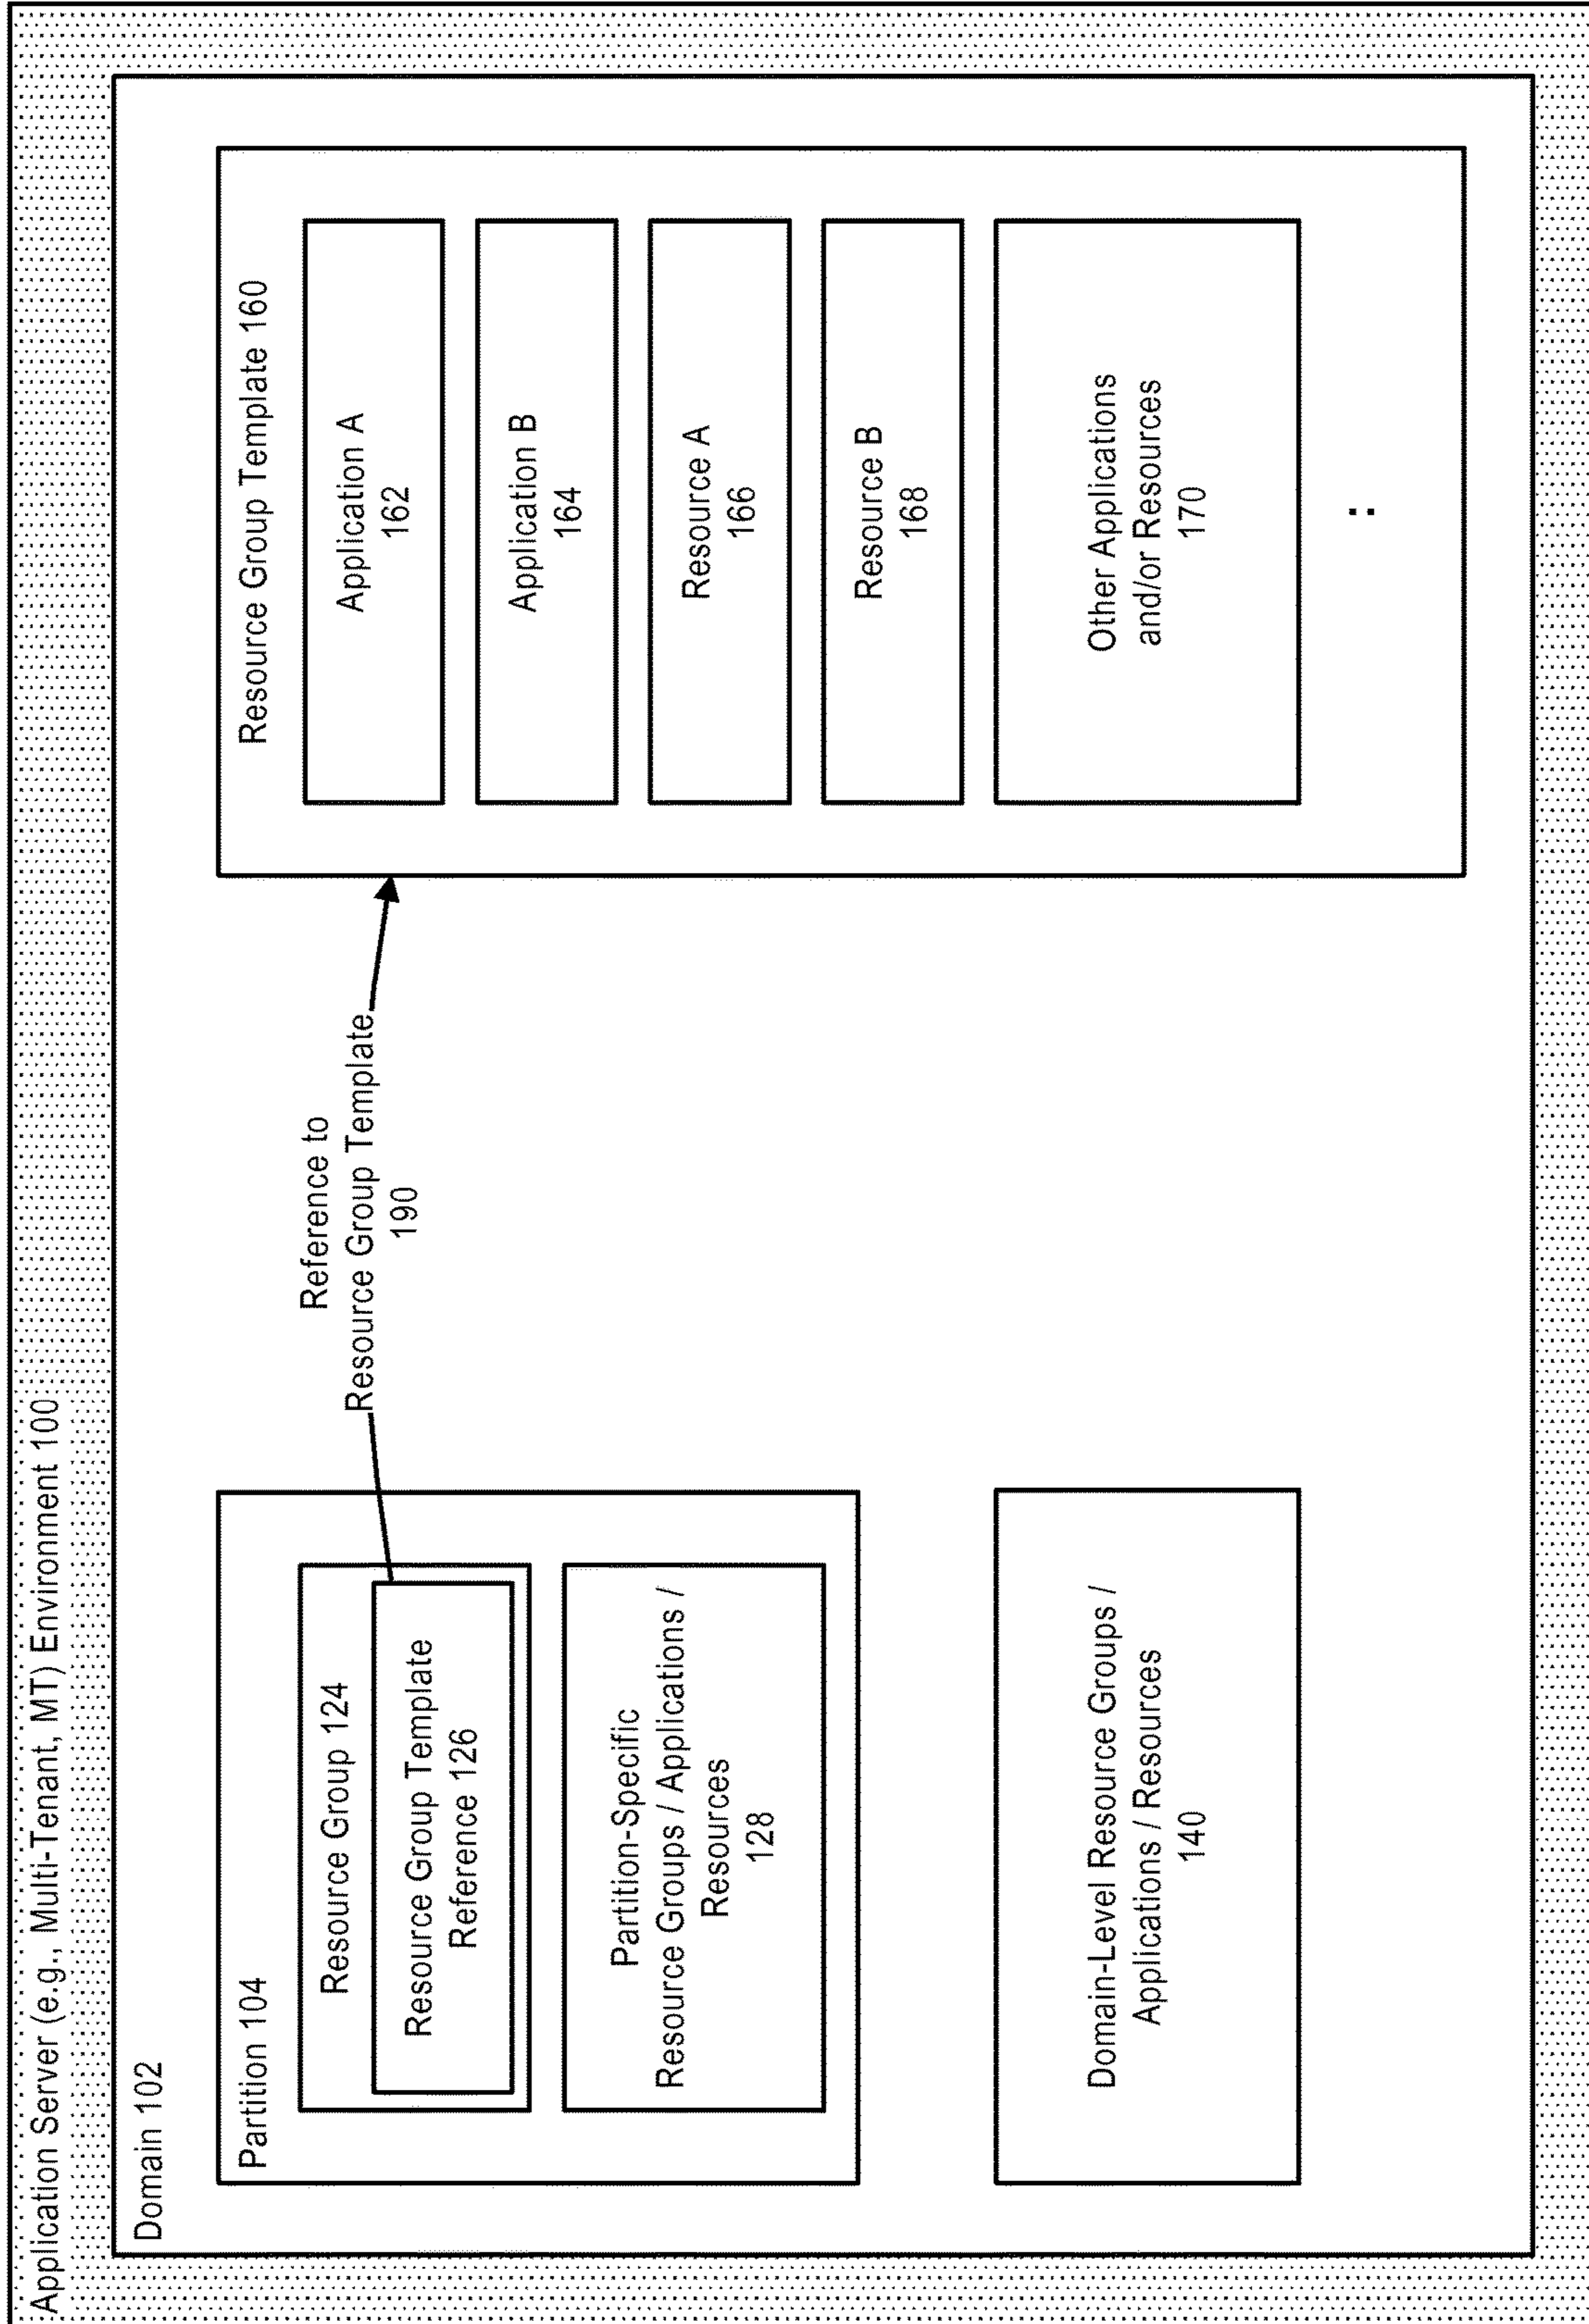 Application Server (e.g., Multi-Tenant, MT) Environment 100
Domain 102
Partition 104
Resource Group 124
Resource Group Template
Reference 126
Partition-Specific
Resource Groups / Applications /
Resources
128
Domain-Level Resource Groups /
Applications / Resources
140
Reference to
Resource Group Template
190
Resource Group Template 160
Application A
162
Application B
164
Resource A
166
Resource B
168
Other Applications
and/or Resources
170
..